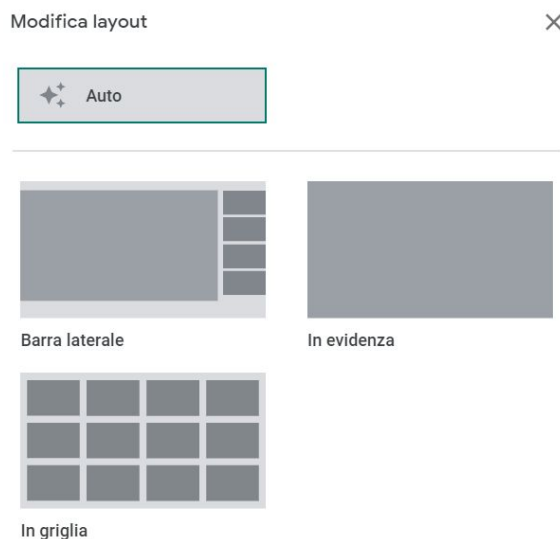 Modifica layout
Auto
Barra laterale
In evidenza
In griglia